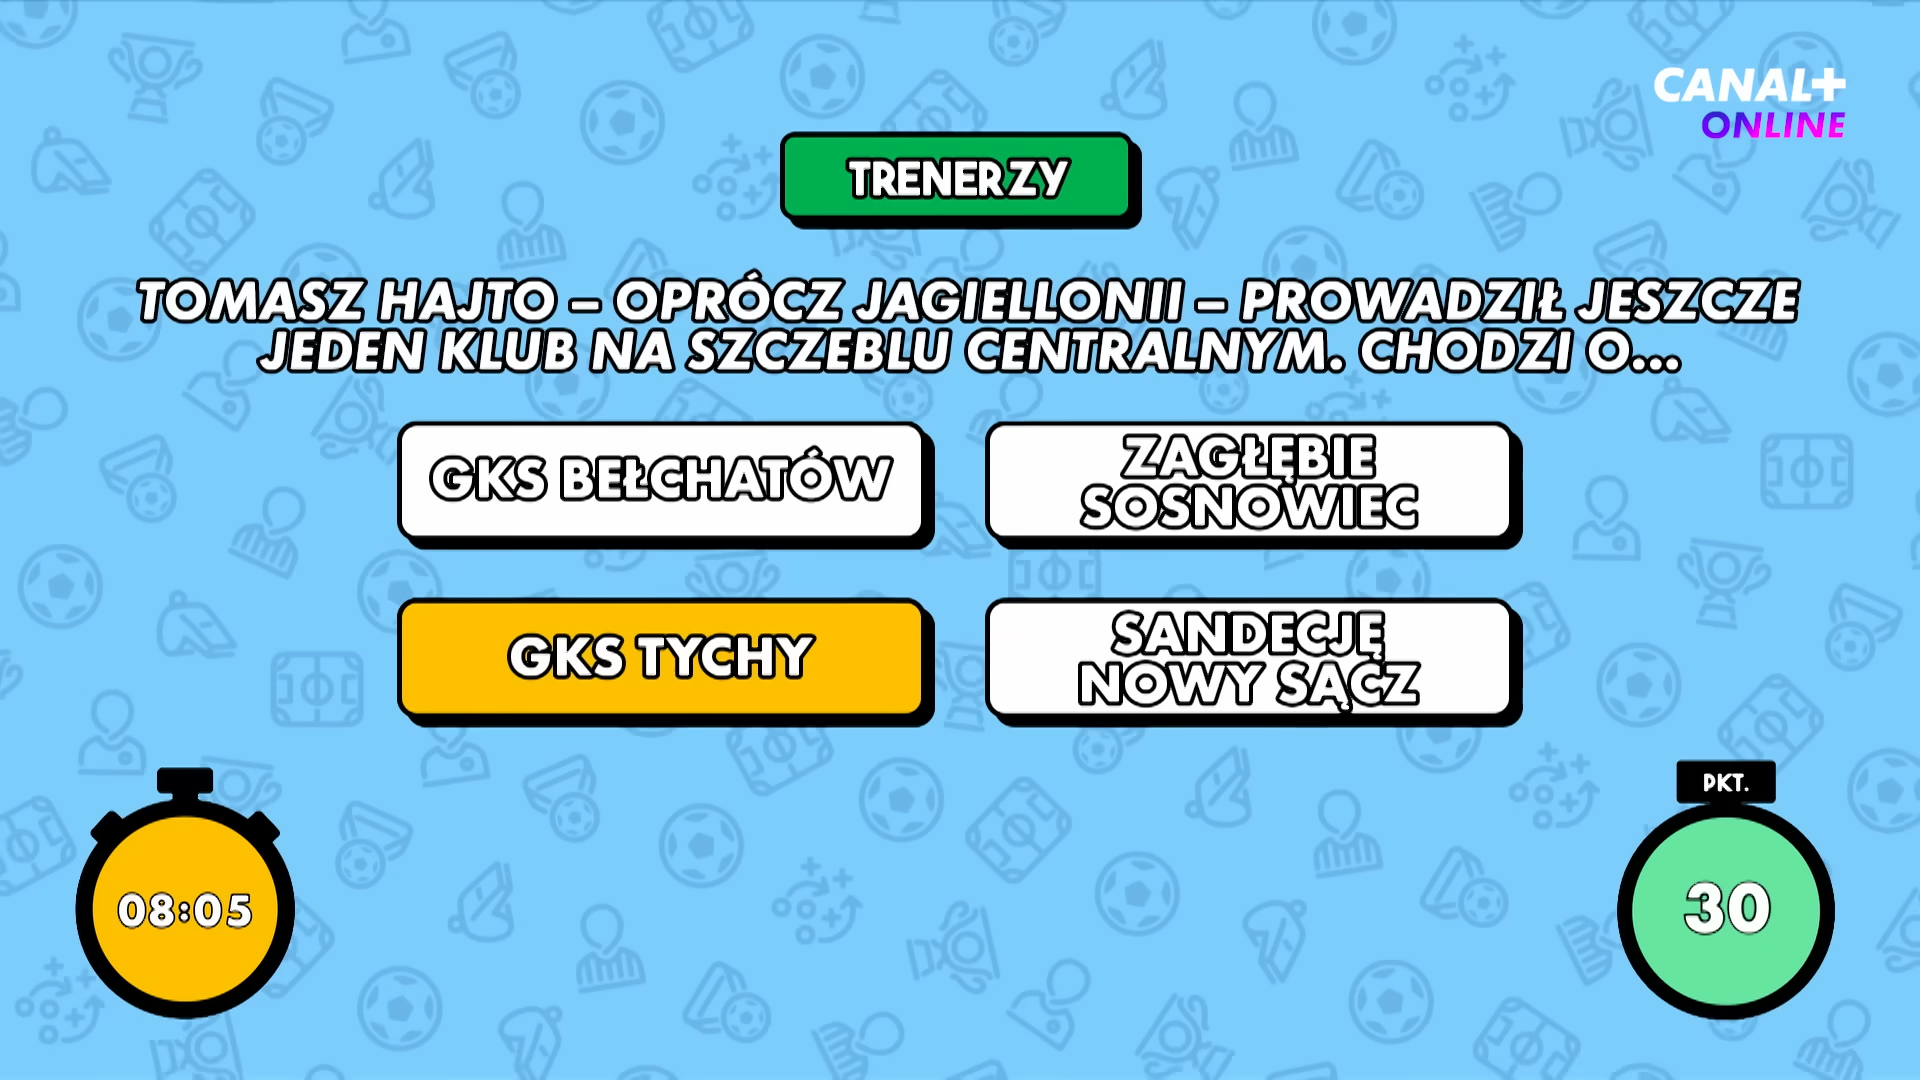 CANAL+
ONLINE
TRENERZY
TOMASZ HAJTO – OPRÓCZ JAGIELLONII – PROWADZIŁ JESZCZE
JEDEN KLUB NA SZCZEBLU CENTRALNYM. CHODZI O...
GKS BEŁCHATÓW
ZAGŁĘBIE
SOSNOWIEC
GKS TYCHY
SANDECJĘ
NOWY SĄCZ
08:05
PKT.
30